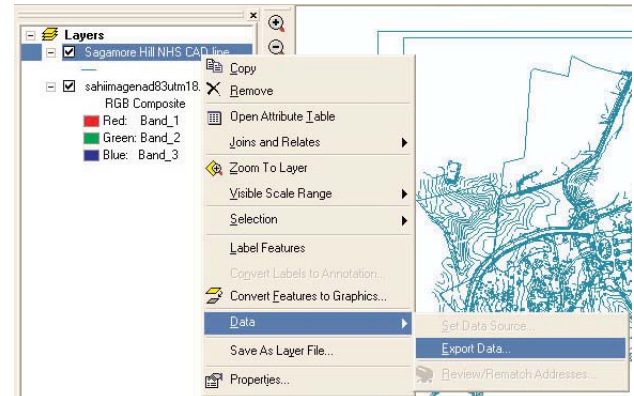 Layers
Sagamore Hill NHS CAD line
sahiimagenad83utm18.
RGB Composite
Red: Band_1
Green: Band_2
Blue: Band_3
Copy
Remove
Open Attribute Table
Joins and Relates
Zoom To Layer
Visible Scale Range
Selection
Label Features
Convert Labels to Annotation...
Convert Features to Graphics...
Data
Save As Layer File...
Properties...
Set Data Source...
Export Data...
Review/Rematch Addresses...